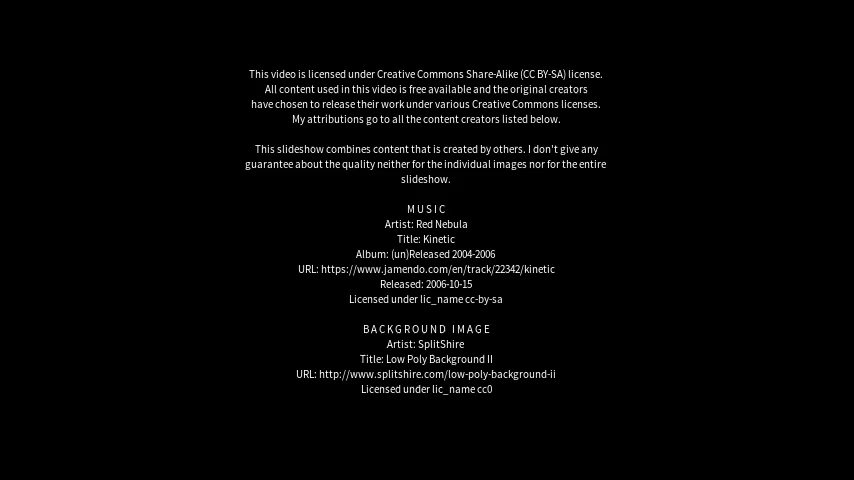 This video is licensed under Creative Commons Share-Alike (CC BY-SA) license.
All content used in this video is free available and the original creators
have chosen to release their work under various Creative Commons licenses.
My attributions go to all the content creators listed below.
This slideshow combines content that is created by others. I don't give any
guarantee about the quality neither for the individual images nor for the entire
slideshow.
M U S I C
Artist: Red Nebula
Title: Kinetic
Album: (un)Released 2004-2006
URL: https://www.jamendo.com/en/track/22342/kinetic
Released: 2006-10-15
Licensed under lic_name cc-by-sa
B A C K G R O U N D   I M A G E
Artist: SplitShire
Title: Low Poly Background II
URL: http://www.splitshire.com/low-poly-background-ii
Licensed under lic_name cc0